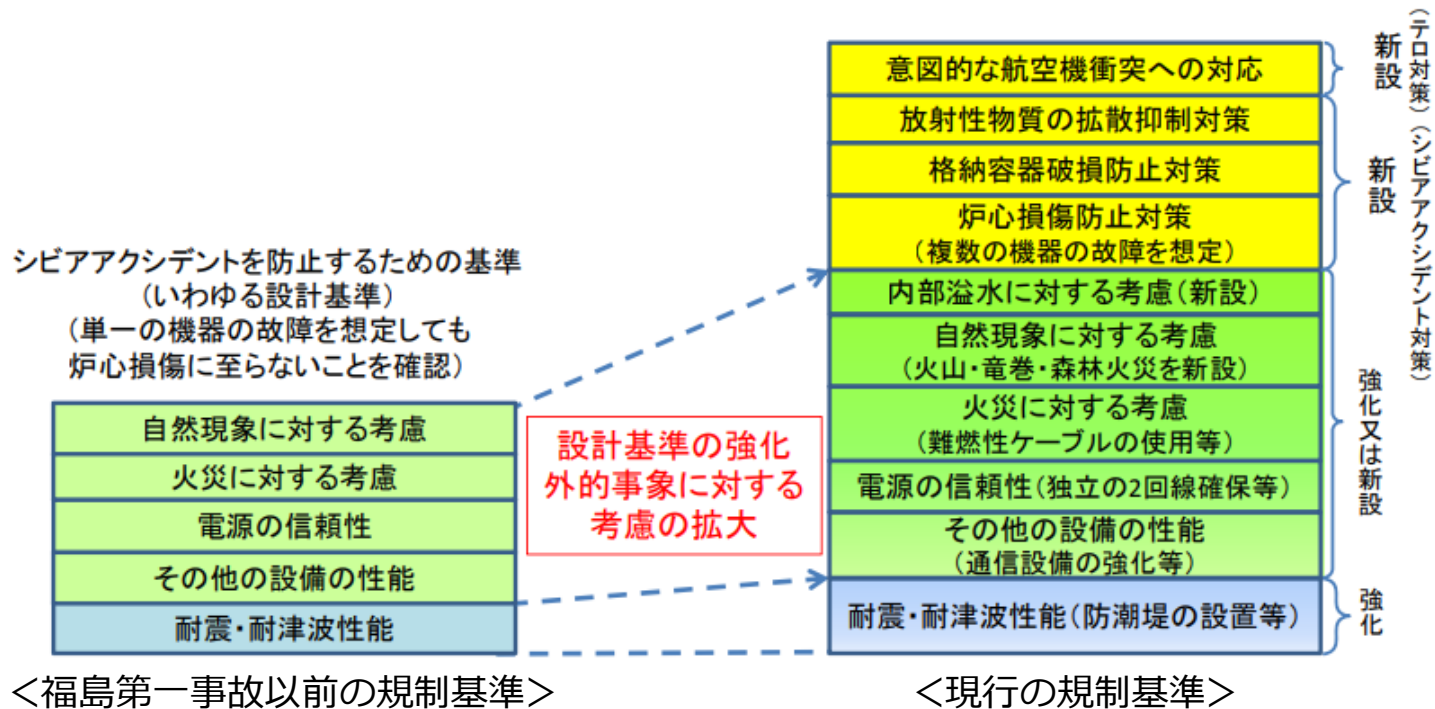 シビアアクシデントを防止するための基準
(いわゆる設計基準)
(単一の機器の故障を想定しても
炉心損傷に至らないことを確認)
自然現象に対する考慮
火災に対する考慮
電源の信頼性
その他の設備の性能
耐震・耐津波性能
<福島第一事故以前の規制基準>
設計基準の強化
外的事象に対する
考慮の拡大
意図的な航空機衝突への対応
放射性物質の拡散抑制対策
格納容器破損防止対策
炉心損傷防止対策
(複数の機器の故障を想定)
内部溢水に対する考慮(新設)
自然現象に対する考慮
(火山・竜巻・森林火災を新設)
火災に対する考慮
(難燃性ケーブルの使用等)
電源の信頼性(独立の2回線確保等)
その他の設備の性能
(通信設備の強化等)
耐震・耐津波性能(防潮堤の設置等)
<現行の規制基準>
新設
(テロ対策)
新設
(シビアアクシデント対策)
強化又は新設
強化